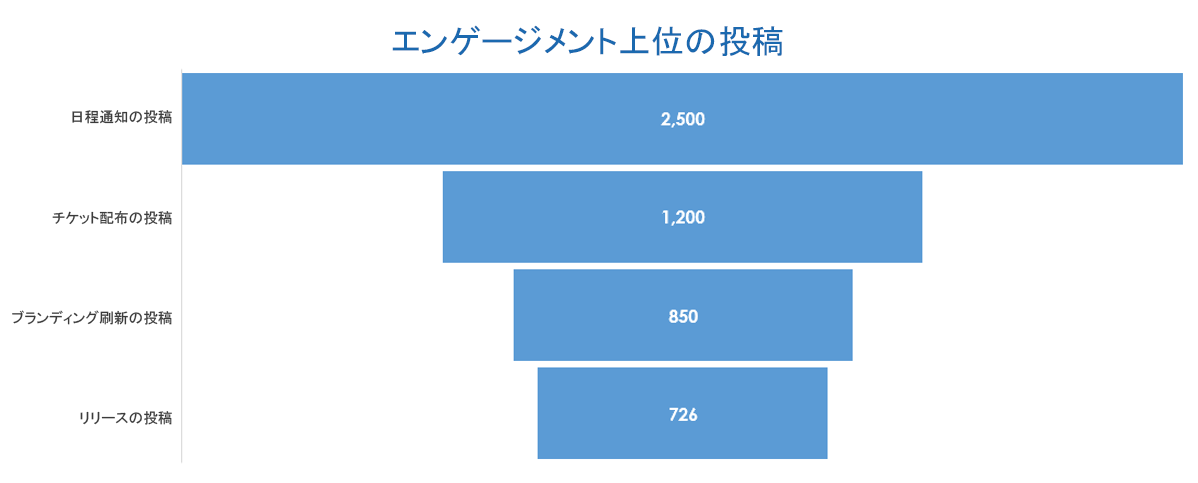 エンゲージメント上位の投稿
日程通知の投稿
2,500
チケット配布の投稿
1,200
ブランディング刷新の投稿
850
リリースの投稿
726